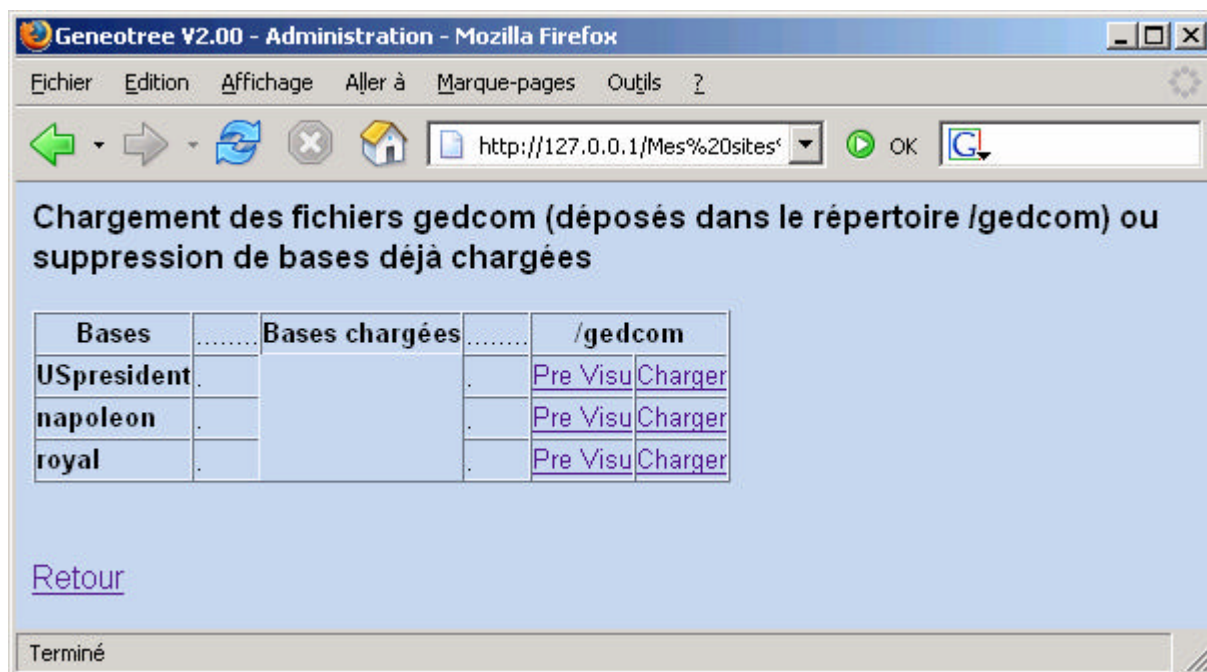 Geneotree V2.00 - Administration - Mozilla Firefox
Fichier Edition Affichage Aller à Marque-pages Outils ?
http://127.0.0.1/Mes%20sites OK G
Chargement des fichiers gedcom (déposés dans le répertoire /gedcom) ou
suppression de bases déjà chargées
Bases ........ Bases chargées ........ /gedcom
USpresident . . Pre Visu Charger
napoleon . . Pre Visu Charger
royal . . Pre Visu Charger
Retour
Terminé